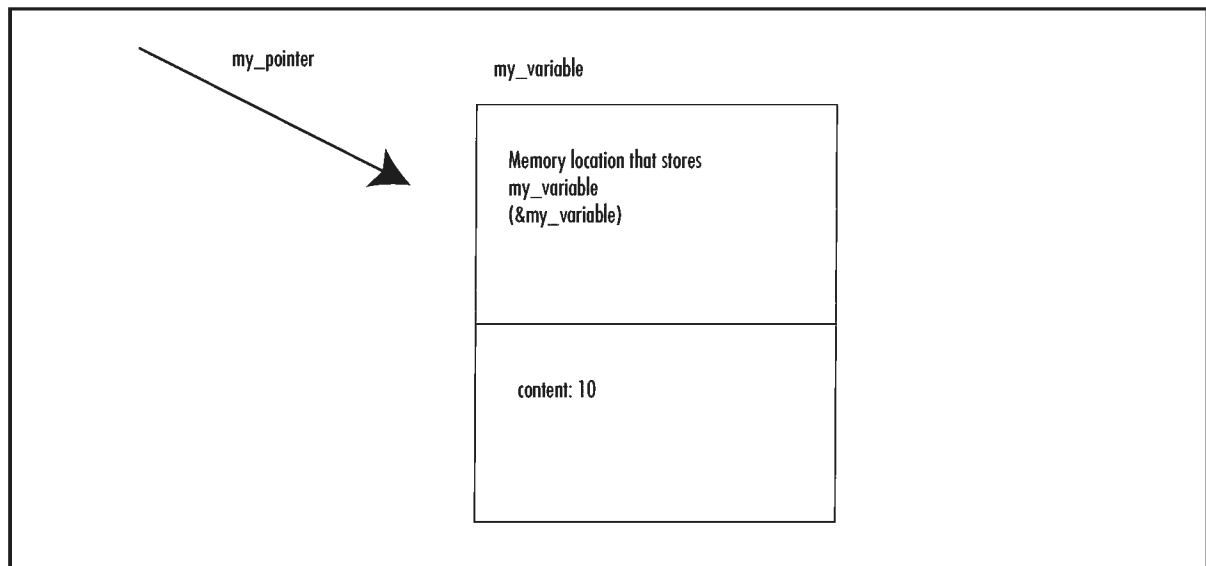 my_pointer
my_variable
Memory location that stores
my_variable
(&my_variable)
content: 10